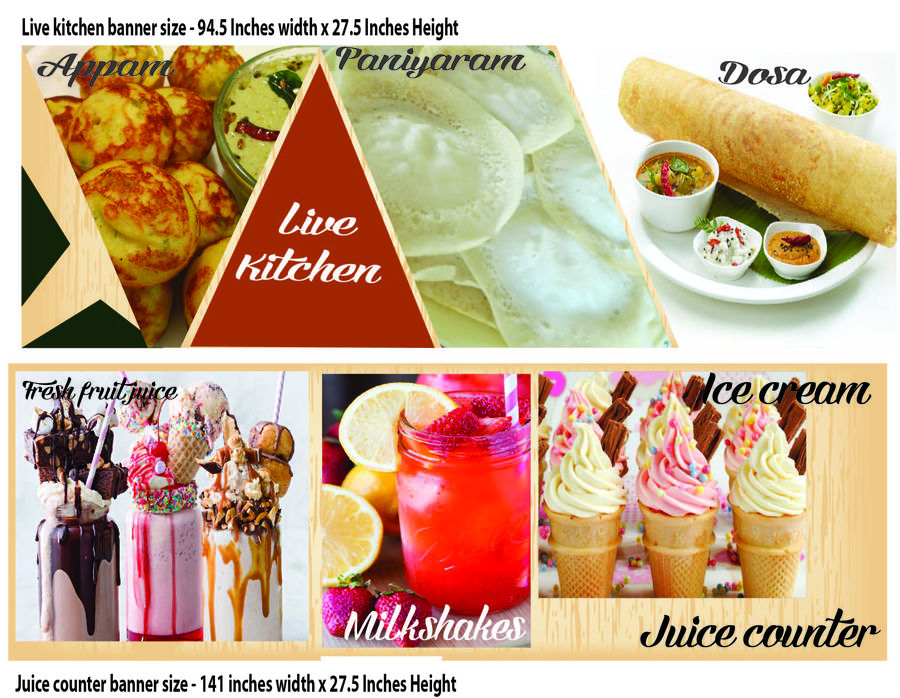 Live kitchen banner size - 94.5 Inches width x 27.5 Inches Height
Appam
Paniyaram
Dosa
Live
Kitchen
Fresh fruit juice
Ice cream
Milkshakes
Juice counter
Juice counter banner size - 141 inches width x 27.5 Inches Height